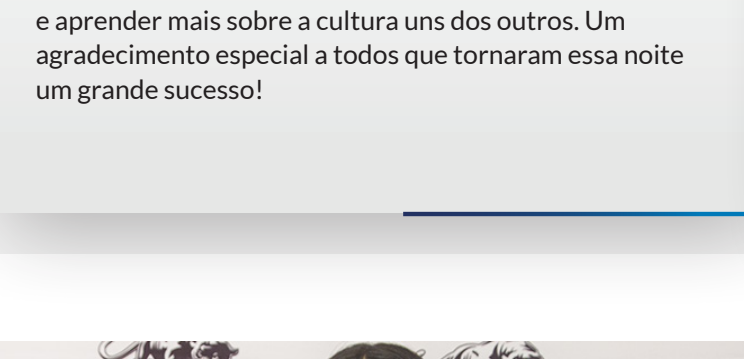 e aprender mais sobre a cultura uns dos outros. Um
agradecimento especial a todos que tornaram essa noite
um grande sucesso!